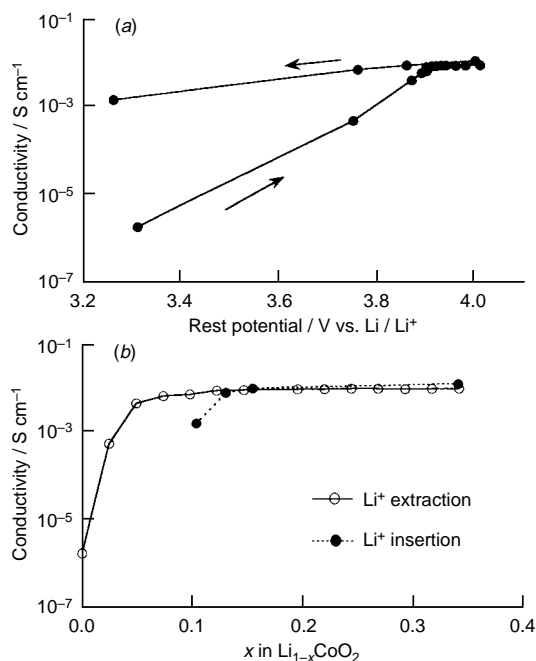 (a)
Conductivity / S cm⁻¹
10⁻¹
10⁻³
10⁻⁵
10⁻⁷
3.2 3.4 3.6 3.8 4.0
Rest potential / V vs. Li / Li⁺
(b)
Conductivity / S cm⁻¹
10⁻¹
10⁻³
10⁻⁵
10⁻⁷
Li⁺ extraction
Li⁺ insertion
0.0 0.1 0.2 0.3 0.4
x in Li₁₋ₓCoO₂